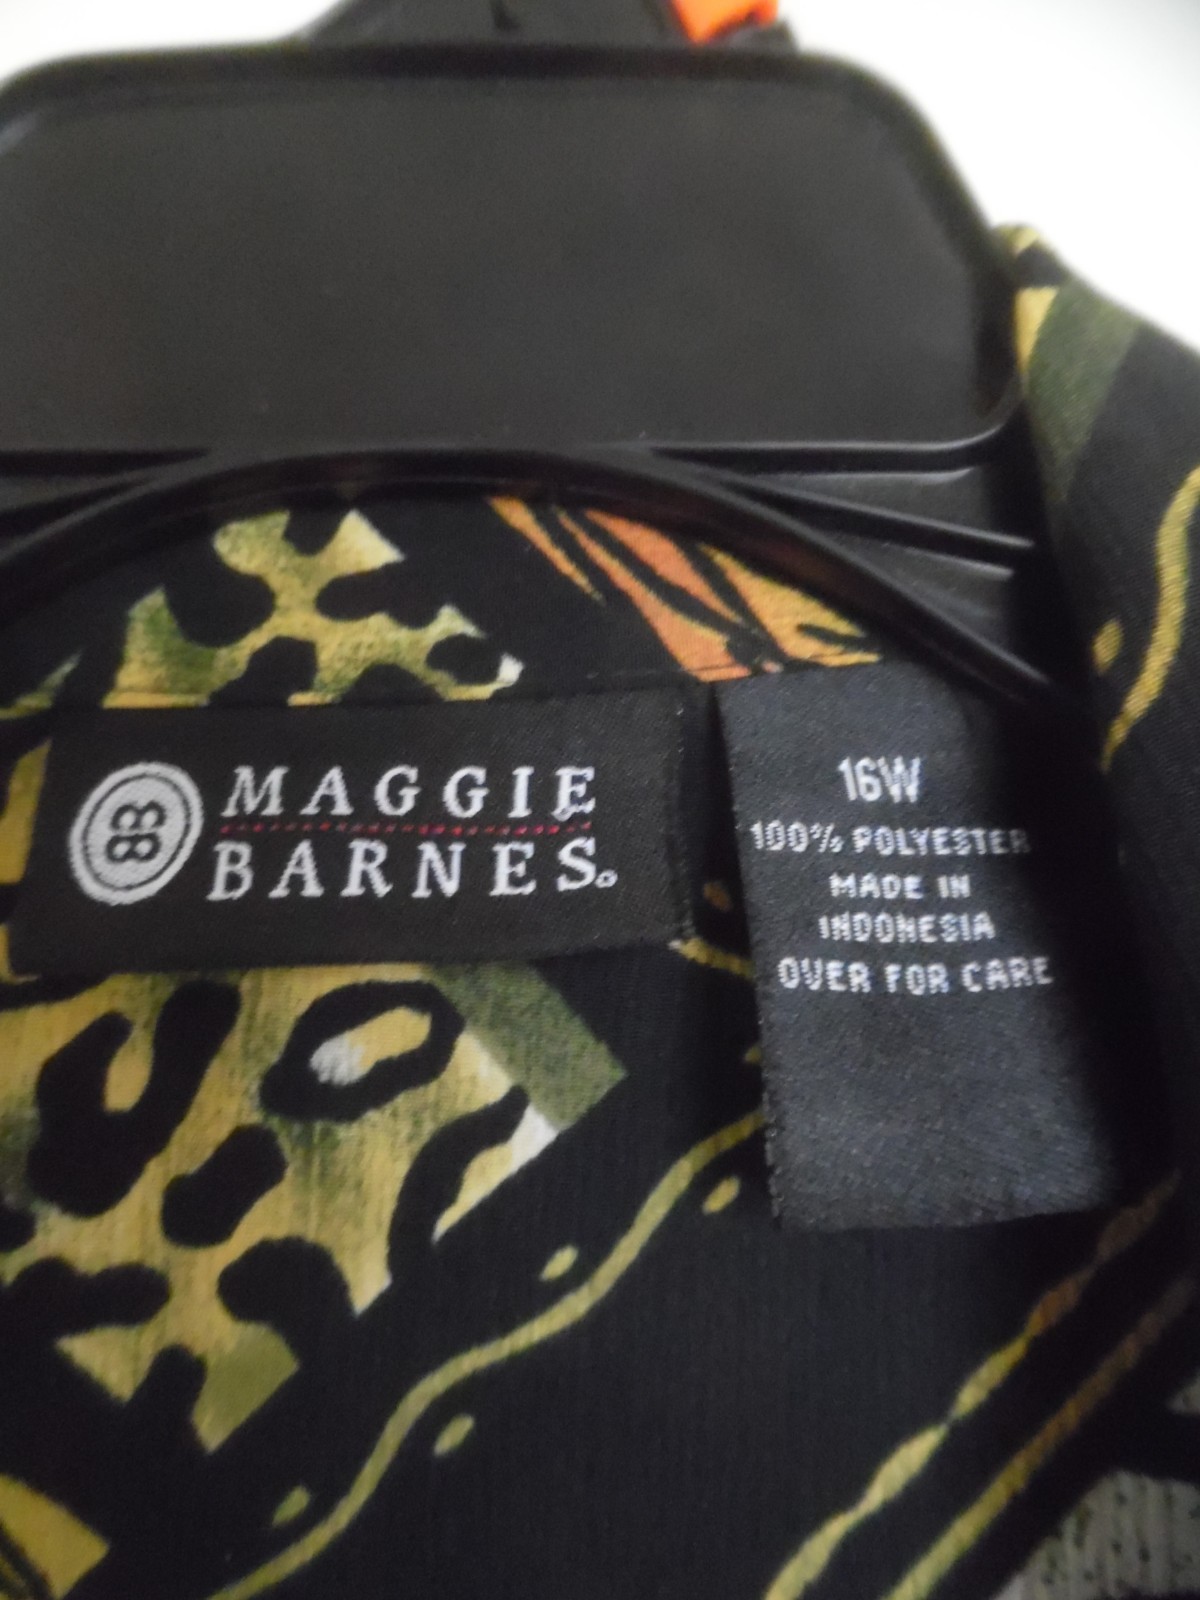 MAGGIE
BARNES
16W
100% POLYESTER
MADE IN
INDONESIA
OVER FOR CARE